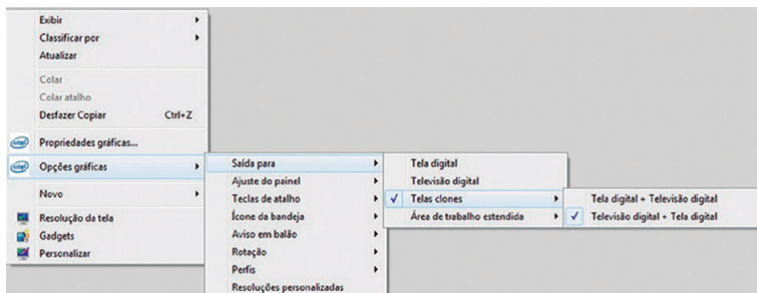 Exibir
Classificar por
Atualizar
Colar
Colar atalho
Desfazer Copiar Ctrl+Z
intel Propriedades gráficas...
intel Opções gráficas
Novo
Resolução da tela
Gadgets
Personalizar
Saída para
Ajuste do painel
Teclas de atalho
Ícone da bandeja
Aviso em balão
Rotação
Perfis
Resoluções personalizadas
Tela digital
Televisão digital
Telas clones
Área de trabalho estendida
Tela digital + Televisão digital
Televisão digital + Tela digital